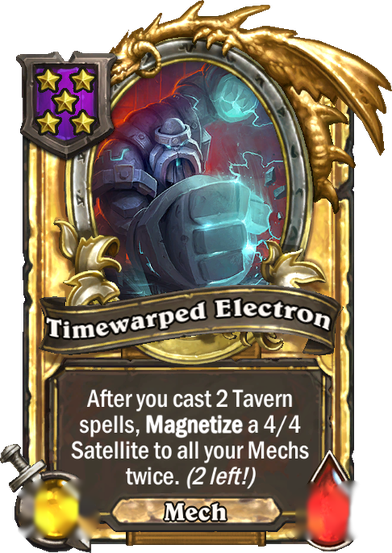 Timewarped Electron
After you cast 2 Tavern
spells, Magnetize a 4/4
Satellite to all your Mechs
twice. (2 left!)
Mech